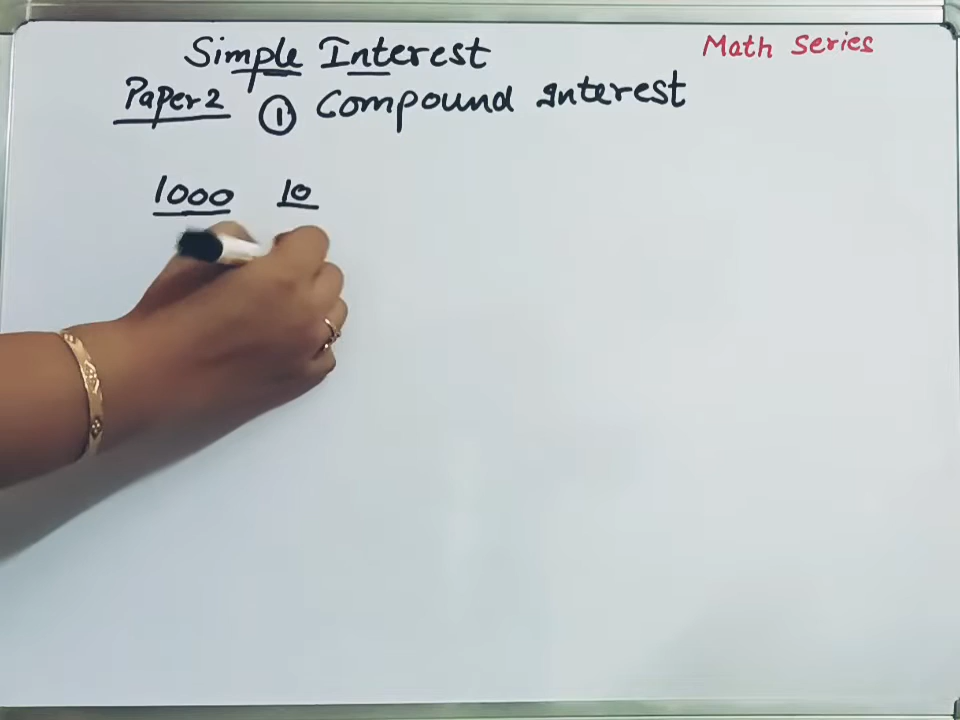 Simple Interest
Math Series
Paper 2 ① Compound Interest
1000 10